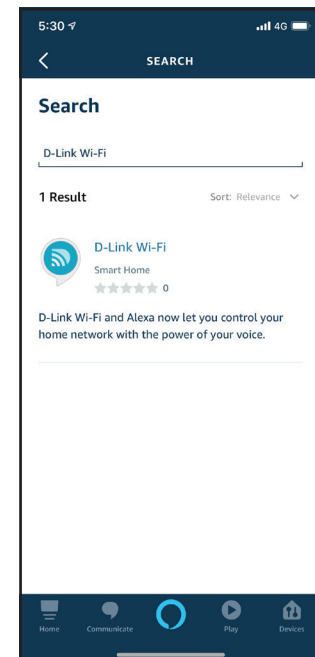 5:30 4G
SEARCH
Search
D-Link Wi-Fi
1 Result Sort: Relevance
D-Link Wi-Fi
Smart Home
0
D-Link Wi-Fi and Alexa now let you control your
home network with the power of your voice.
Home Communicate Play Devices